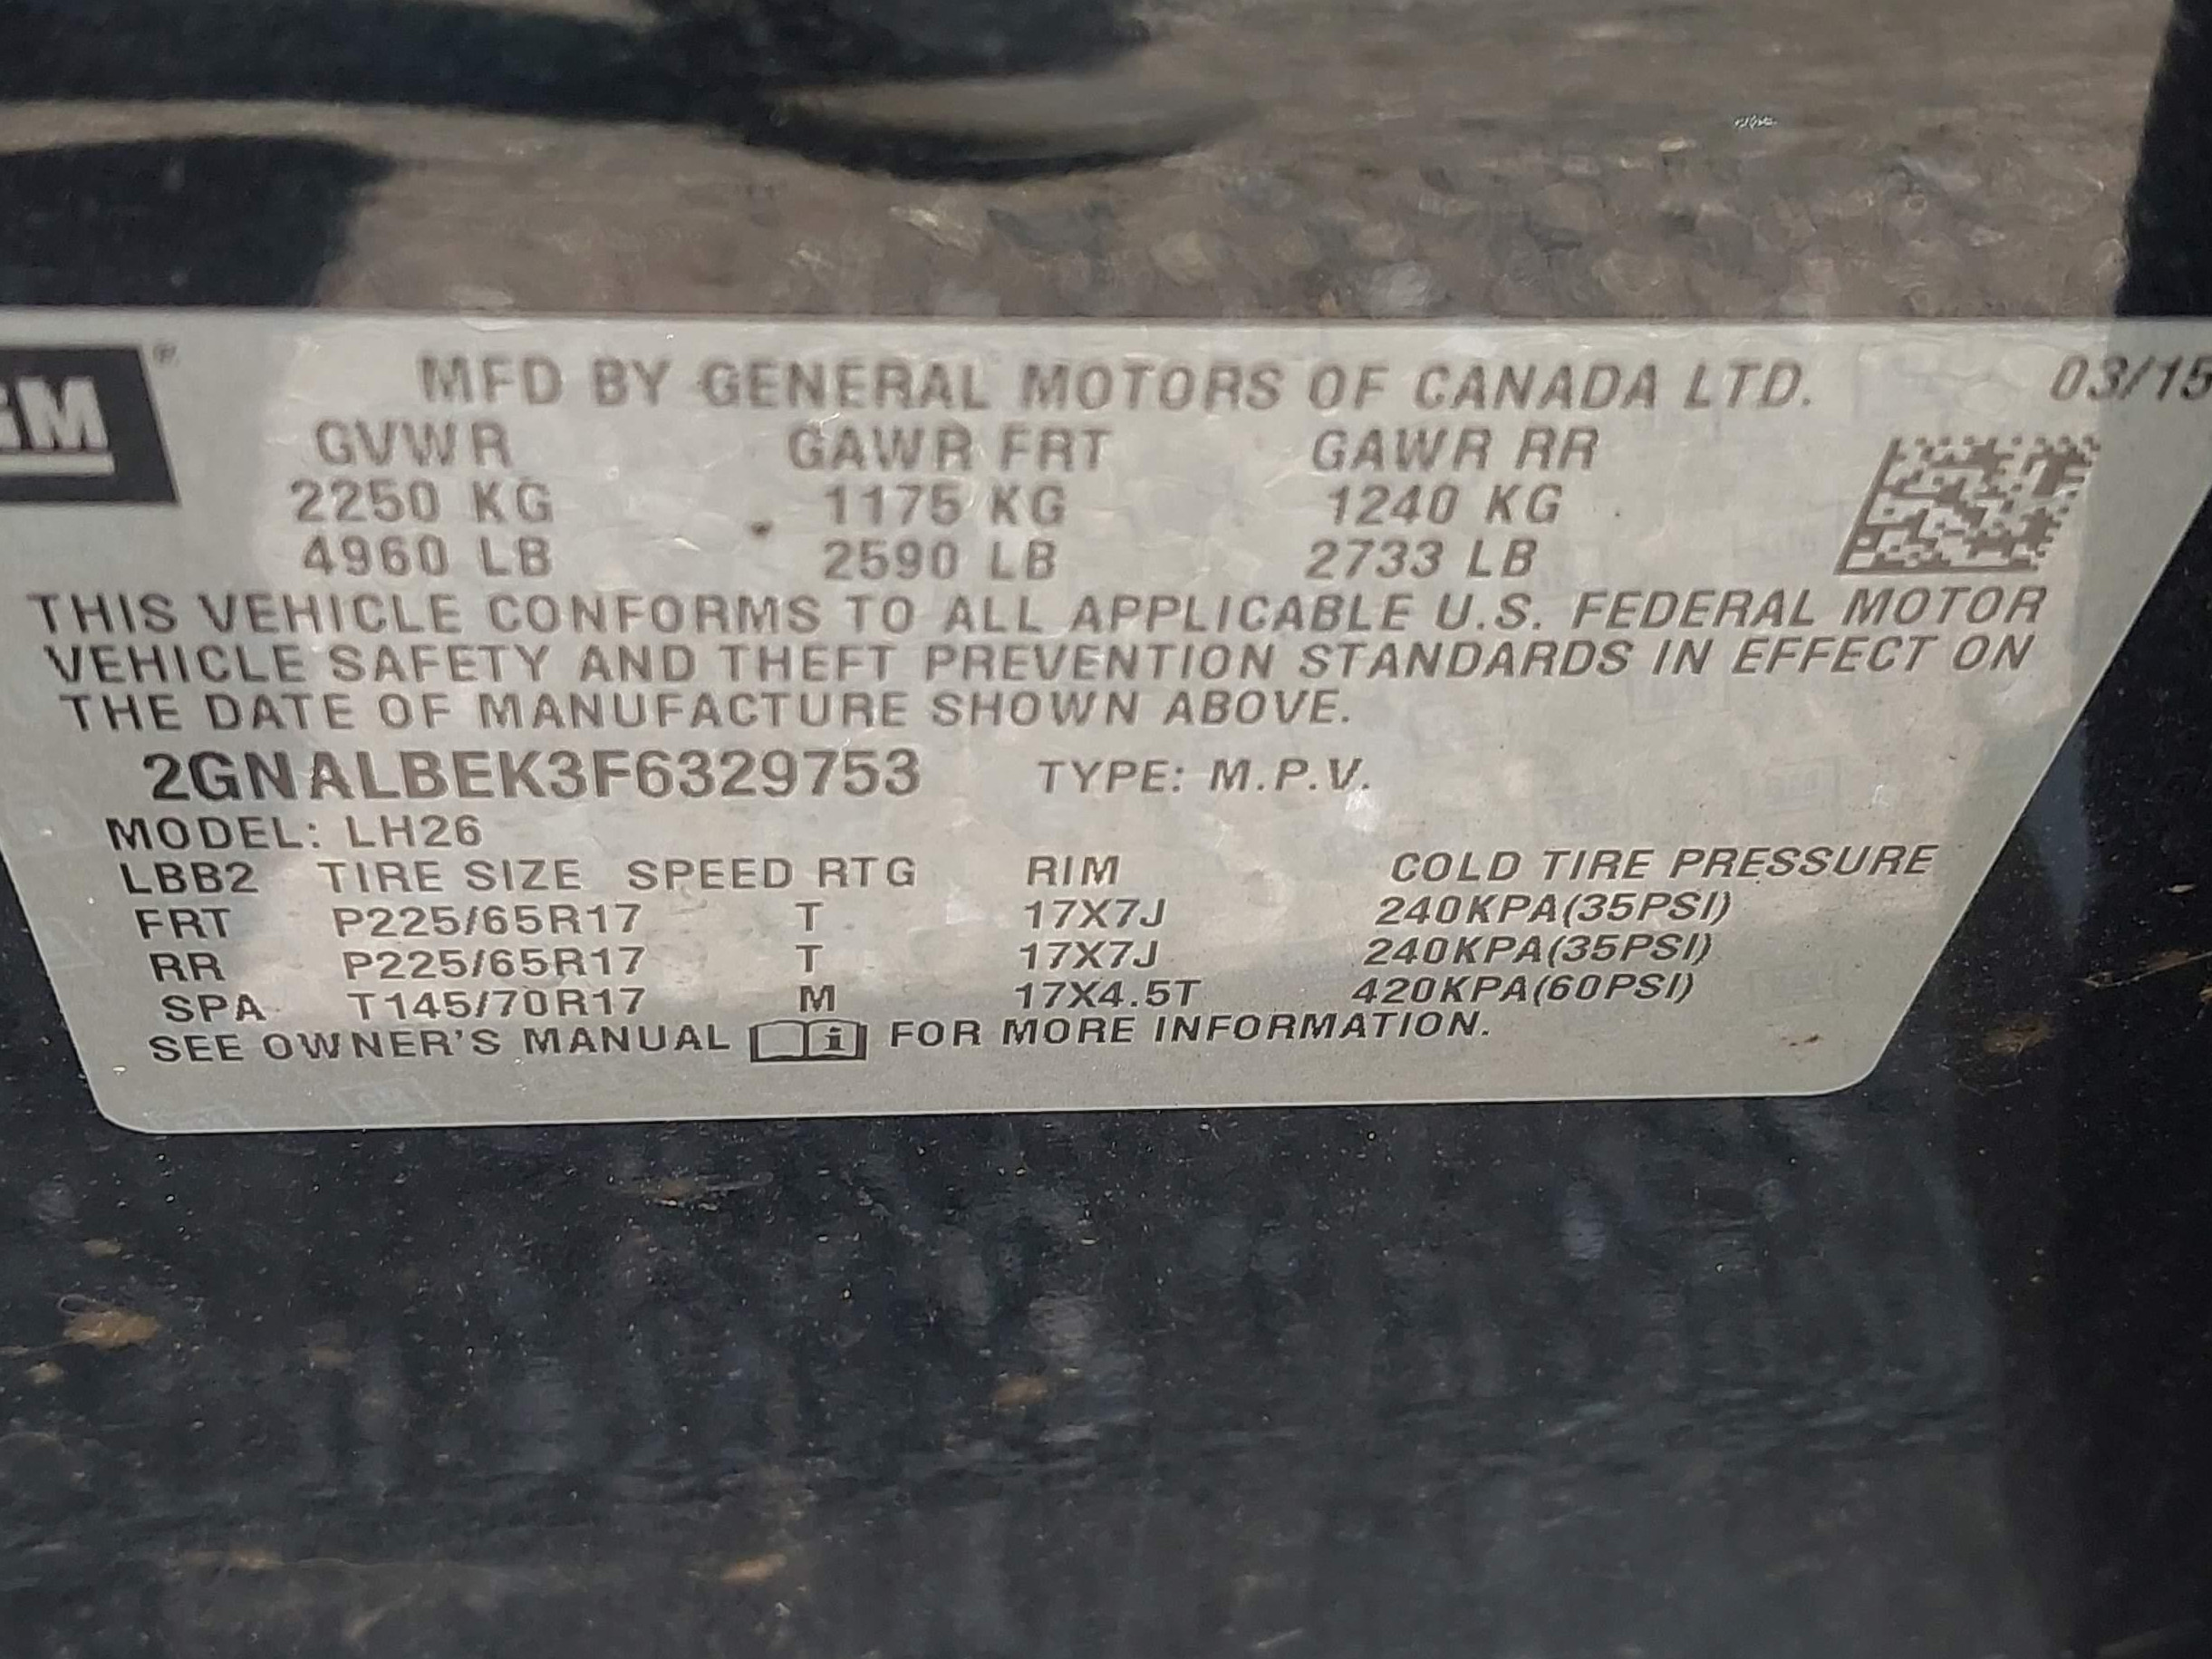 GM®
MFD BY GENERAL MOTORS OF CANADA LTD. 03/15
GVWR GAWR FRT GAWR RR
2250 KG 1175 KG 1240 KG
4960 LB 2590 LB 2733 LB
THIS VEHICLE CONFORMS TO ALL APPLICABLE U.S. FEDERAL MOTOR
VEHICLE SAFETY AND THEFT PREVENTION STANDARDS IN EFFECT ON
THE DATE OF MANUFACTURE SHOWN ABOVE.
2GNALBEK3F6329753 TYPE: M.P.V.
MODEL: LH26
LBB2 TIRE SIZE SPEED RTG RIM COLD TIRE PRESSURE
FRT P225/65R17 T 17X7J 240KPA(35PSI)
RR P225/65R17 T 17X7J 240KPA(35PSI)
SPA T145/70R17 M 17X4.5T 420KPA(60PSI)
SEE OWNER'S MANUAL i FOR MORE INFORMATION.